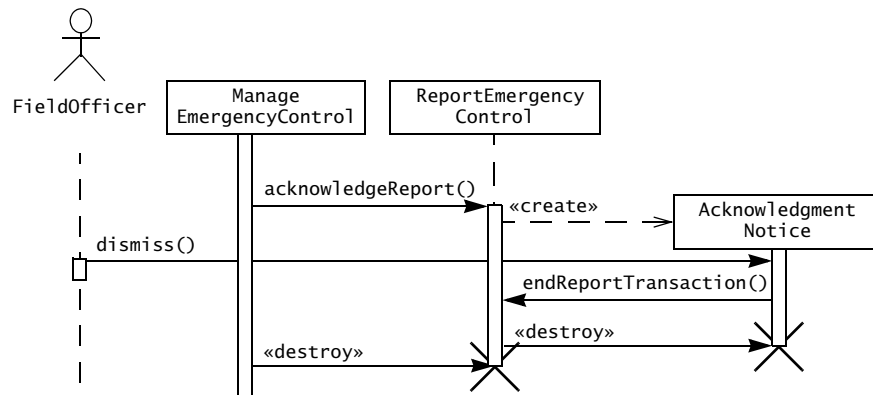 FieldOfficer
Manage
EmergencyControl
ReportEmergency
Control
acknowledgeReport()
«create»
Acknowledgment
Notice
dismiss()
endReportTransaction()
«destroy»
«destroy»